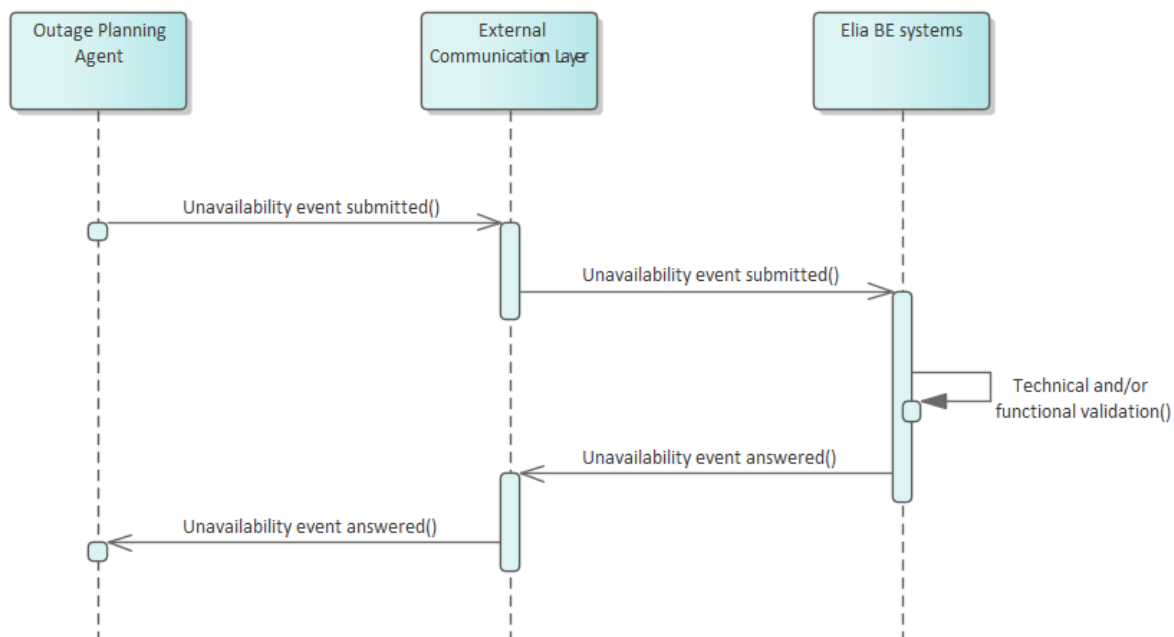 Outage Planning
Agent
External
Communication Layer
Elia BE systems
Unavailability event submitted()
Unavailability event submitted()
Technical and/or
functional validation()
Unavailability event answered()
Unavailability event answered()